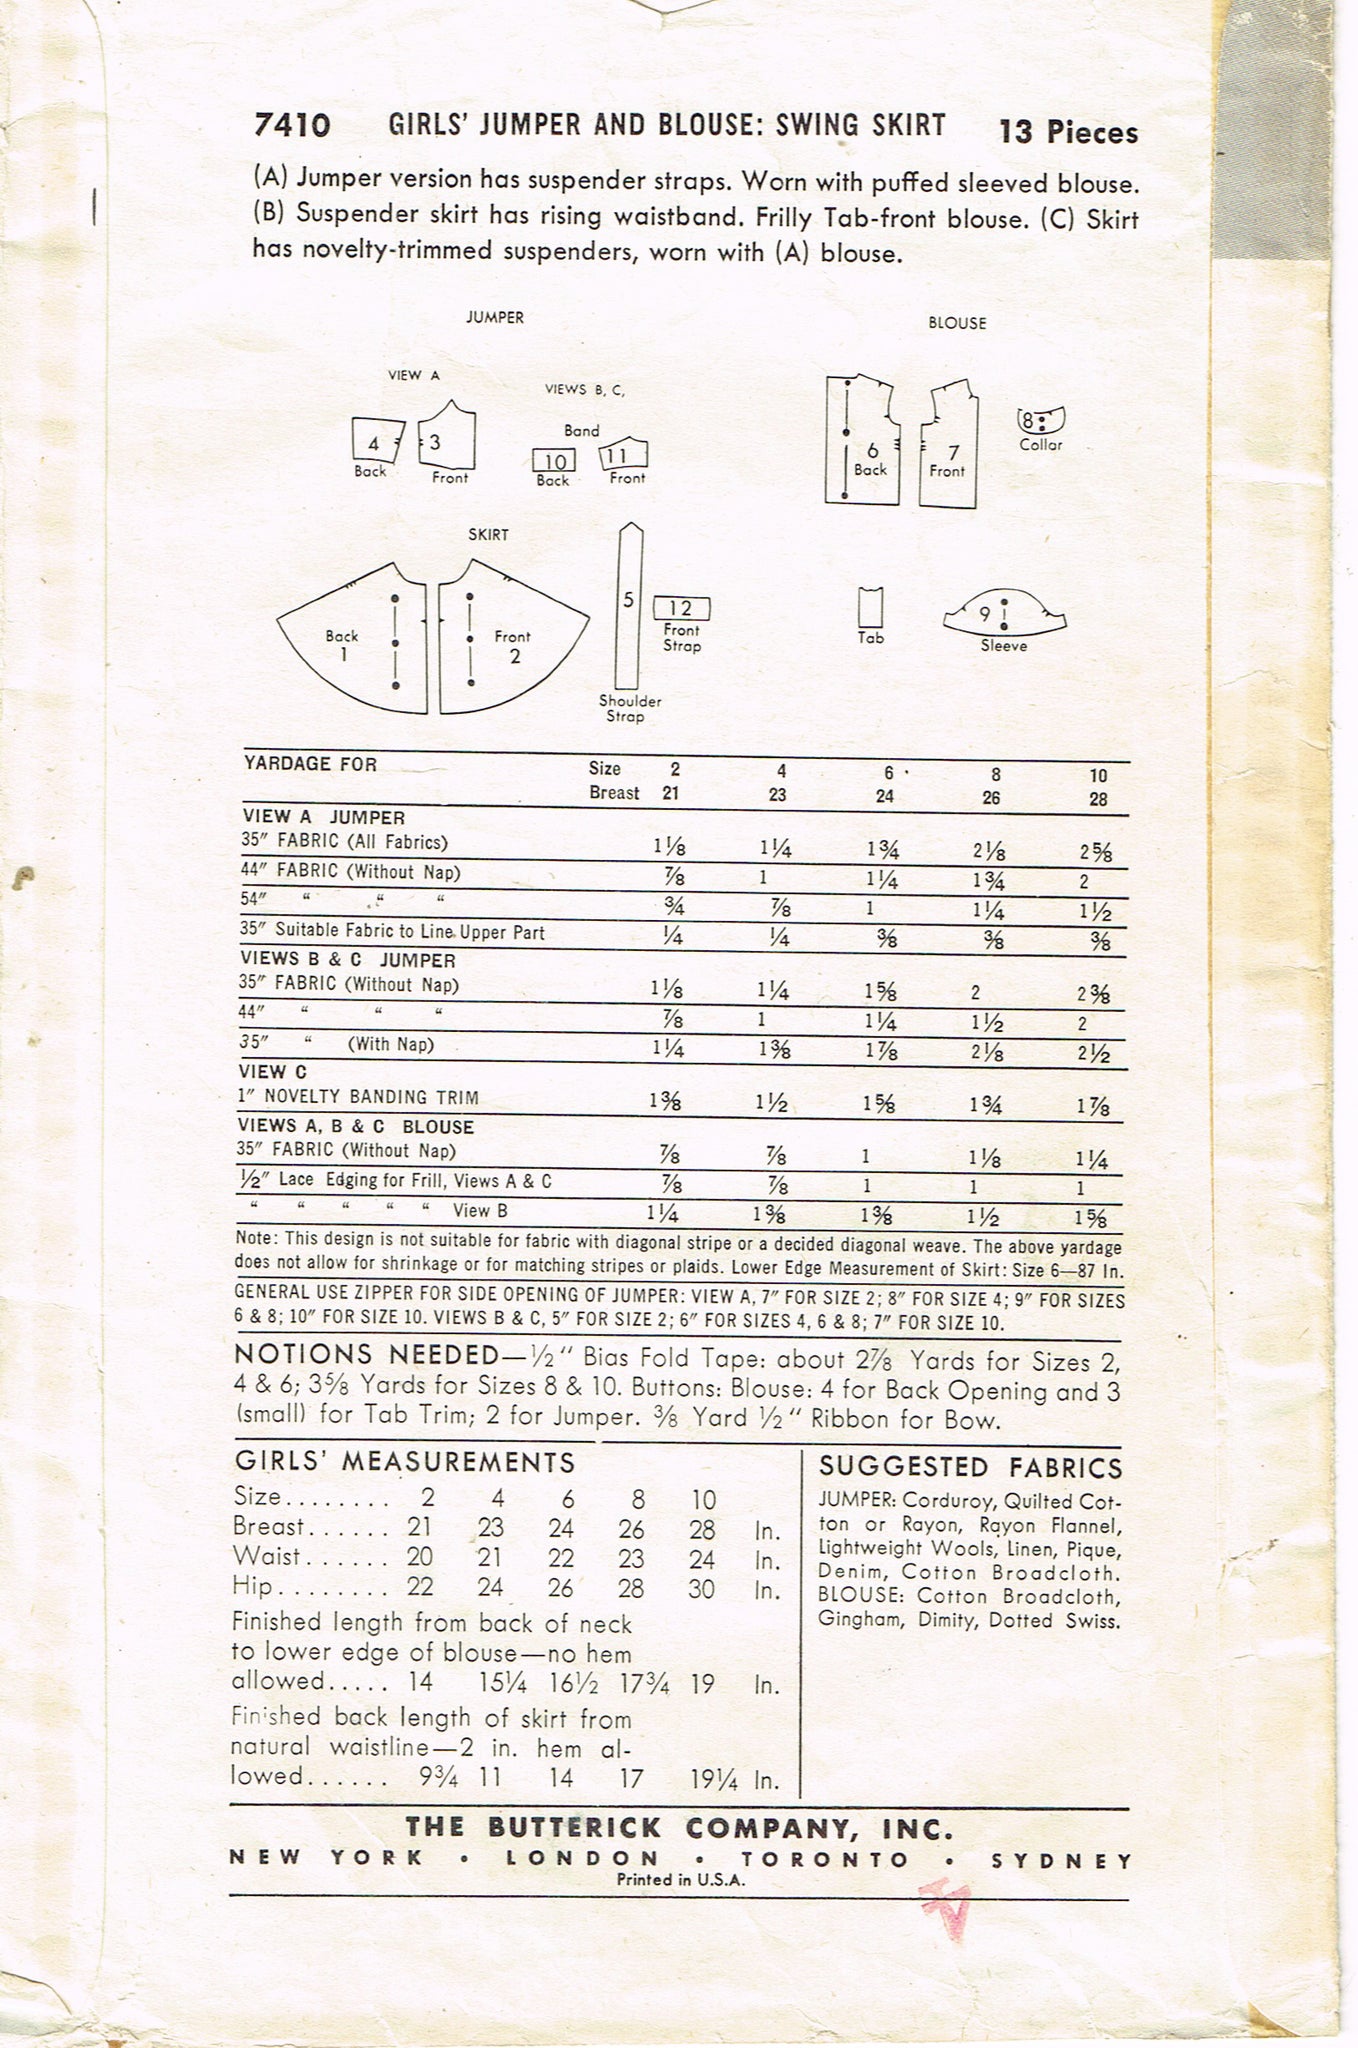 7410 GIRLS' JUMPER AND BLOUSE: SWING SKIRT 13 Pieces
(A) Jumper version has suspender straps. Worn with puffed sleeved blouse.
(B) Suspender skirt has rising waistband. Frilly Tab-front blouse. (C) Skirt
has novelty-trimmed suspenders, worn with (A) blouse.
JUMPER
BLOUSE
VIEW A
VIEWS B, C,
4 Back
3 Front
Band
10 Back
11 Front
6 Back
7 Front
8 Collar
SKIRT
Back 1
Front 2
5
Shoulder
Strap
12
Front
Strap
Tab
9
Sleeve
YARDAGE FOR Size 2 4 6 8 10
Breast 21 23 24 26 28
VIEW A JUMPER
35" FABRIC (All Fabrics) 1⅛ 1¼ 1¾ 2⅛ 2⅝
44" FABRIC (Without Nap) ⅞ 1 1¼ 1¾ 2
54" “ “ “ ¾ ⅞ 1 1¼ 1½
35" Suitable Fabric to Line Upper Part ¼ ¼ ⅜ ⅜ ⅜
VIEWS B & C JUMPER
35" FABRIC (Without Nap) 1⅛ 1¼ 1⅝ 2 2⅜
44" “ “ “ ⅞ 1 1¼ 1½ 2
35" “ (With Nap) 1¼ 1⅜ 1⅞ 2⅛ 2½
VIEW C
1" NOVELTY BANDING TRIM 1⅜ 1½ 1⅝ 1¾ 1⅞
VIEWS A, B & C BLOUSE
35" FABRIC (Without Nap) ⅞ ⅞ 1 1⅛ 1¼
½" Lace Edging for Frill, Views A & C ⅞ ⅞ 1 1 1
“ “ “ “ “ View B 1¼ 1⅜ 1⅜ 1½ 1⅝
Note: This design is not suitable for fabric with diagonal stripe or a decided diagonal weave. The above yardage
does not allow for shrinkage or for matching stripes or plaids. Lower Edge Measurement of Skirt: Size 6—87 In.
GENERAL USE ZIPPER FOR SIDE OPENING OF JUMPER: VIEW A, 7" FOR SIZE 2; 8" FOR SIZE 4; 9" FOR SIZES
6 & 8; 10" FOR SIZE 10. VIEWS B & C, 5" FOR SIZE 2; 6" FOR SIZES 4, 6 & 8; 7" FOR SIZE 10.
NOTIONS NEEDED—½" Bias Fold Tape: about 2⅞ Yards for Sizes 2,
4 & 6; 3⅝ Yards for Sizes 8 & 10. Buttons: Blouse: 4 for Back Opening and 3
(small) for Tab Trim; 2 for Jumper. ⅜ Yard ½" Ribbon for Bow.
GIRLS' MEASUREMENTS
Size........ 2 4 6 8 10
Breast...... 21 23 24 26 28 In.
Waist...... 20 21 22 23 24 In.
Hip........ 22 24 26 28 30 In.
Finished length from back of neck
to lower edge of blouse—no hem
allowed..... 14 15¼ 16½ 17¾ 19 In.
Finished back length of skirt from
natural waistline—2 in. hem al-
lowed...... 9¾ 11 14 17 19¼ In.
SUGGESTED FABRICS
JUMPER: Corduroy, Quilted Cot-
ton or Rayon, Rayon Flannel,
Lightweight Wools, Linen, Pique,
Denim, Cotton Broadcloth.
BLOUSE: Cotton Broadcloth,
Gingham, Dimity, Dotted Swiss.
THE BUTTERICK COMPANY, INC.
NEW YORK • LONDON • TORONTO • SYDNEY
Printed in U.S.A.